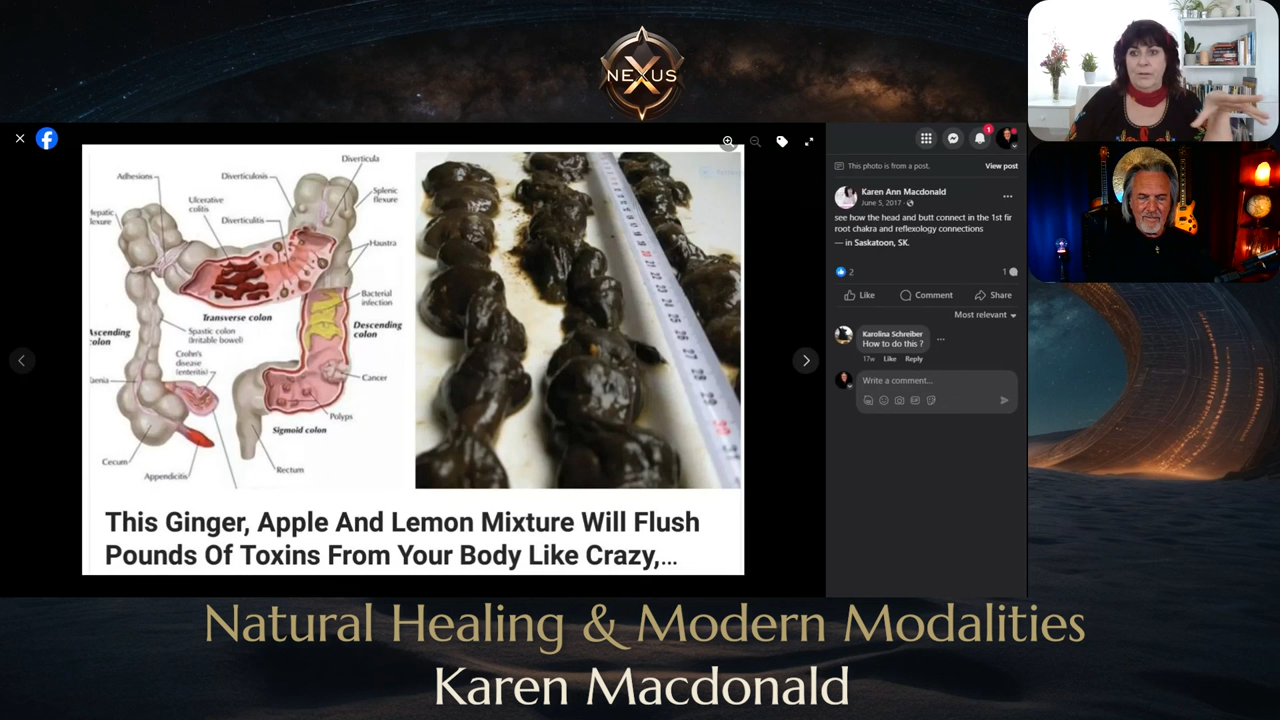 NEXUS
This photo is from a post.
View post
Karen Ann Macdonald
June 5, 2017 ·
see how the head and butt connect in the 1st fir
root chakra and reflexology connections
— in Saskatoon, SK.
2
1
Like
Comment
Share
Most relevant
Karolina Schreiber
How to do this ?
17w
Like
Reply
Write a comment...
Diverticula
Adhesions
Diverticulosis
Splenic
flexure
Ulcerative
colitis
Hepatic
flexure
Diverticulitis
Haustra
Bacterial
infection
Transverse colon
Descending
colon
Ascending
colon
Spastic colon
(irritable bowel)
Crohn's
disease
(enteritis)
Taenia
Cancer
Polyps
Sigmoid colon
Cecum
Rectum
Appendicitis
This Ginger, Apple And Lemon Mixture Will Flush
Pounds Of Toxins From Your Body Like Crazy,...
Natural Healing & Modern Modalities
Karen Macdonald